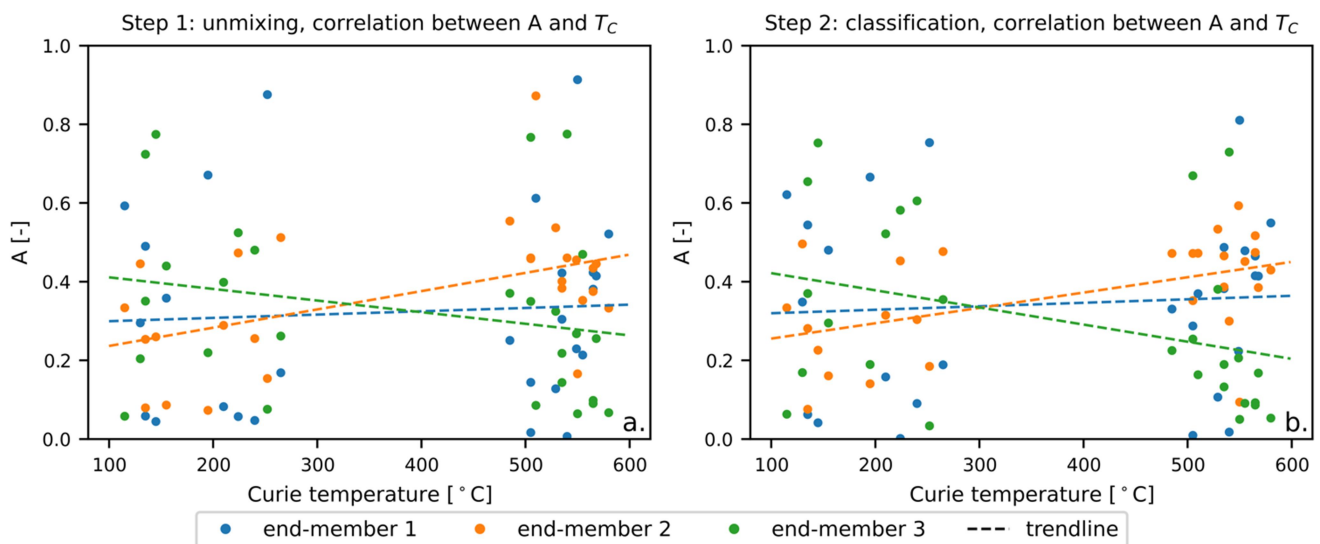 Step 1: unmixing, correlation between A and T_C
1.0
0.8
0.6
0.4
0.2
0.0
A [-]
100 200 300 400 500 600
Curie temperature [°C]
a.
Step 2: classification, correlation between A and T_C
1.0
0.8
0.6
0.4
0.2
0.0
A [-]
100 200 300 400 500 600
Curie temperature [°C]
b.
end-member 1 end-member 2 end-member 3 trendline